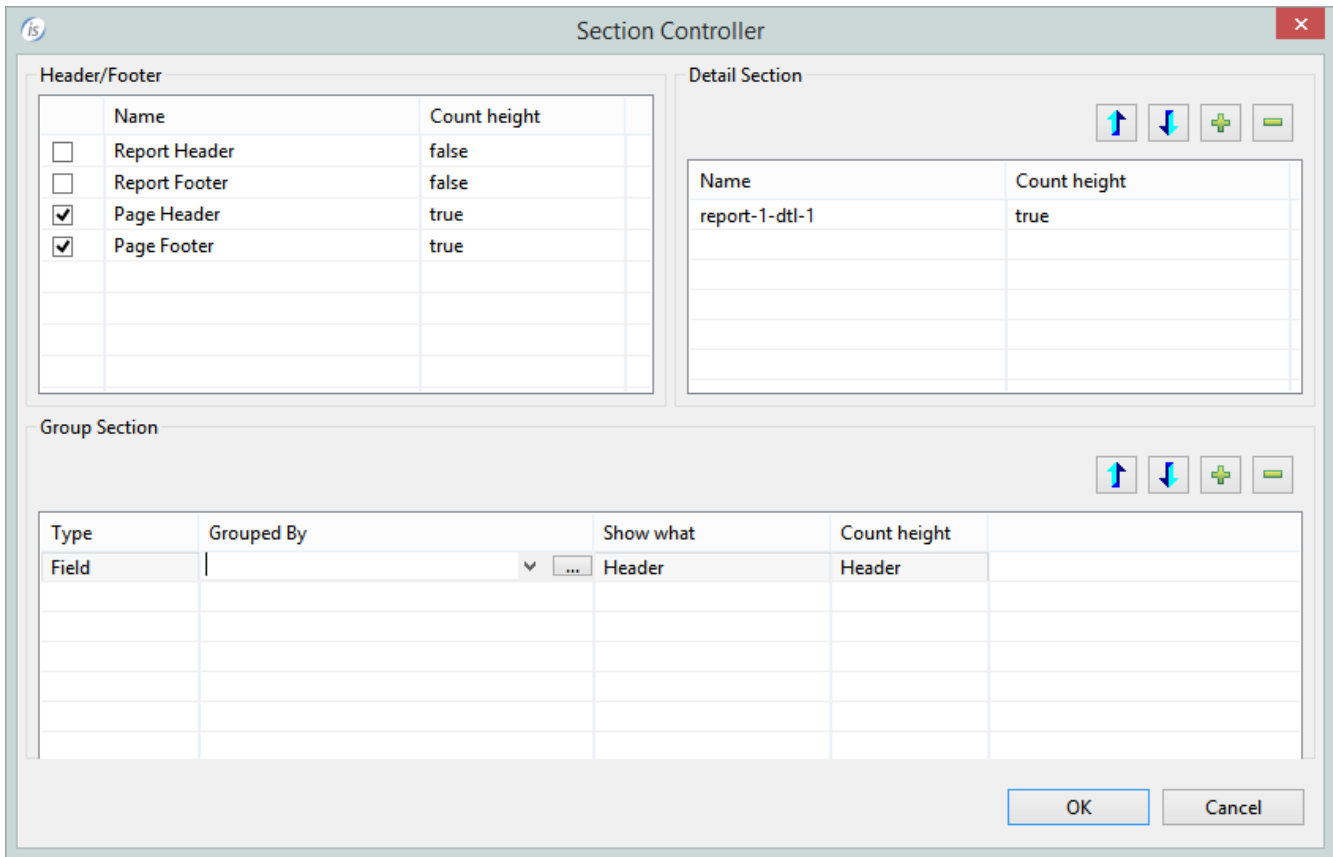 is
Section Controller
Header/Footer
Name Count height
Report Header false
Report Footer false
Page Header true
Page Footer true
Detail Section
Name Count height
report-1-dtl-1 true
Group Section
Type Grouped By Show what Count height
Field ... Header Header
OK Cancel